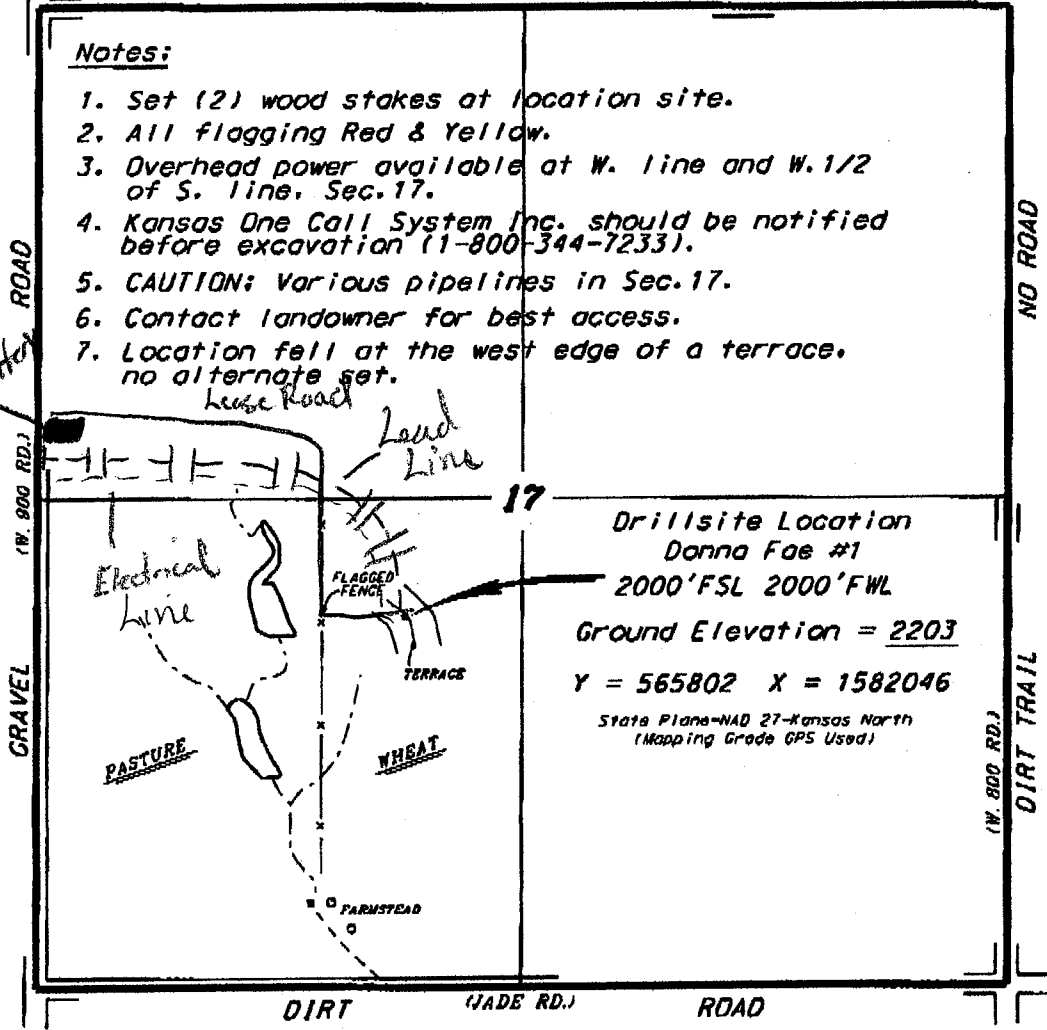 Notes:
1. Set (2) wood stakes at location site.
2. All flagging Red & Yellow.
3. Overhead power available at W. line and W. 1/2
of S. line, Sec. 17.
4. Kansas One Call System Inc. should be notified
before excavation (1-800-344-7233).
5. CAUTION: Various pipelines in Sec. 17.
6. Contact landowner for best access.
7. Location fell at the west edge of a terrace,
no alternate set.
ROAD
(W. 900 RD.)
GRAVEL
NO ROAD
Lease Road
Lead
Line
17
Electrical
Line
FLAGGED
FENCE
TERRACE
Drillsite Location
Donna Fae #1
2000'FSL 2000'FWL
Ground Elevation = 2203
Y = 565802 X = 1582046
State Plane-NAD 27-Kansas North
(Mapping Grade GPS Used)
PASTURE
WHEAT
(W. 800 RD.)
DIRT TRAIL
FARMSTEAD
DIRT (JADE RD.) ROAD